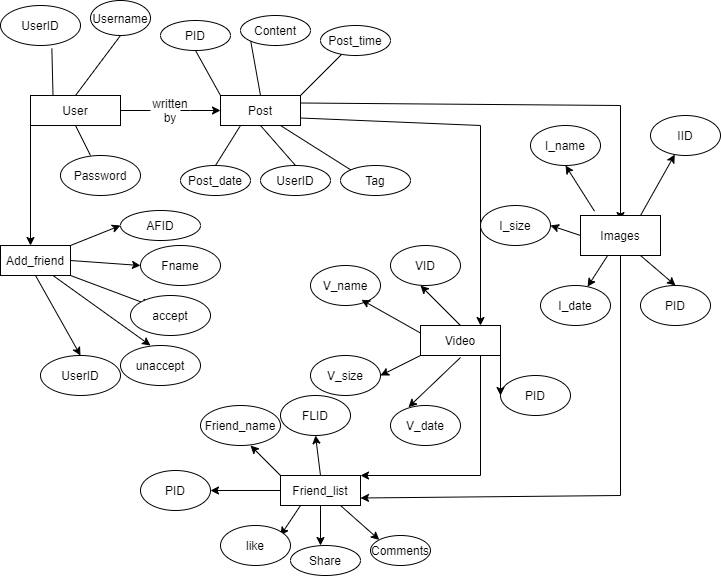 UserID
Username
PID
Content
Post_time
User
written
by
Post
IID
I_name
Password
Post_date
UserID
Tag
AFID
I_size
Images
Add_friend
Fname
VID
V_name
I_date
PID
accept
Video
unaccept
UserID
V_size
PID
FLID
Friend_name
V_date
PID
Friend_list
like
Share
Comments